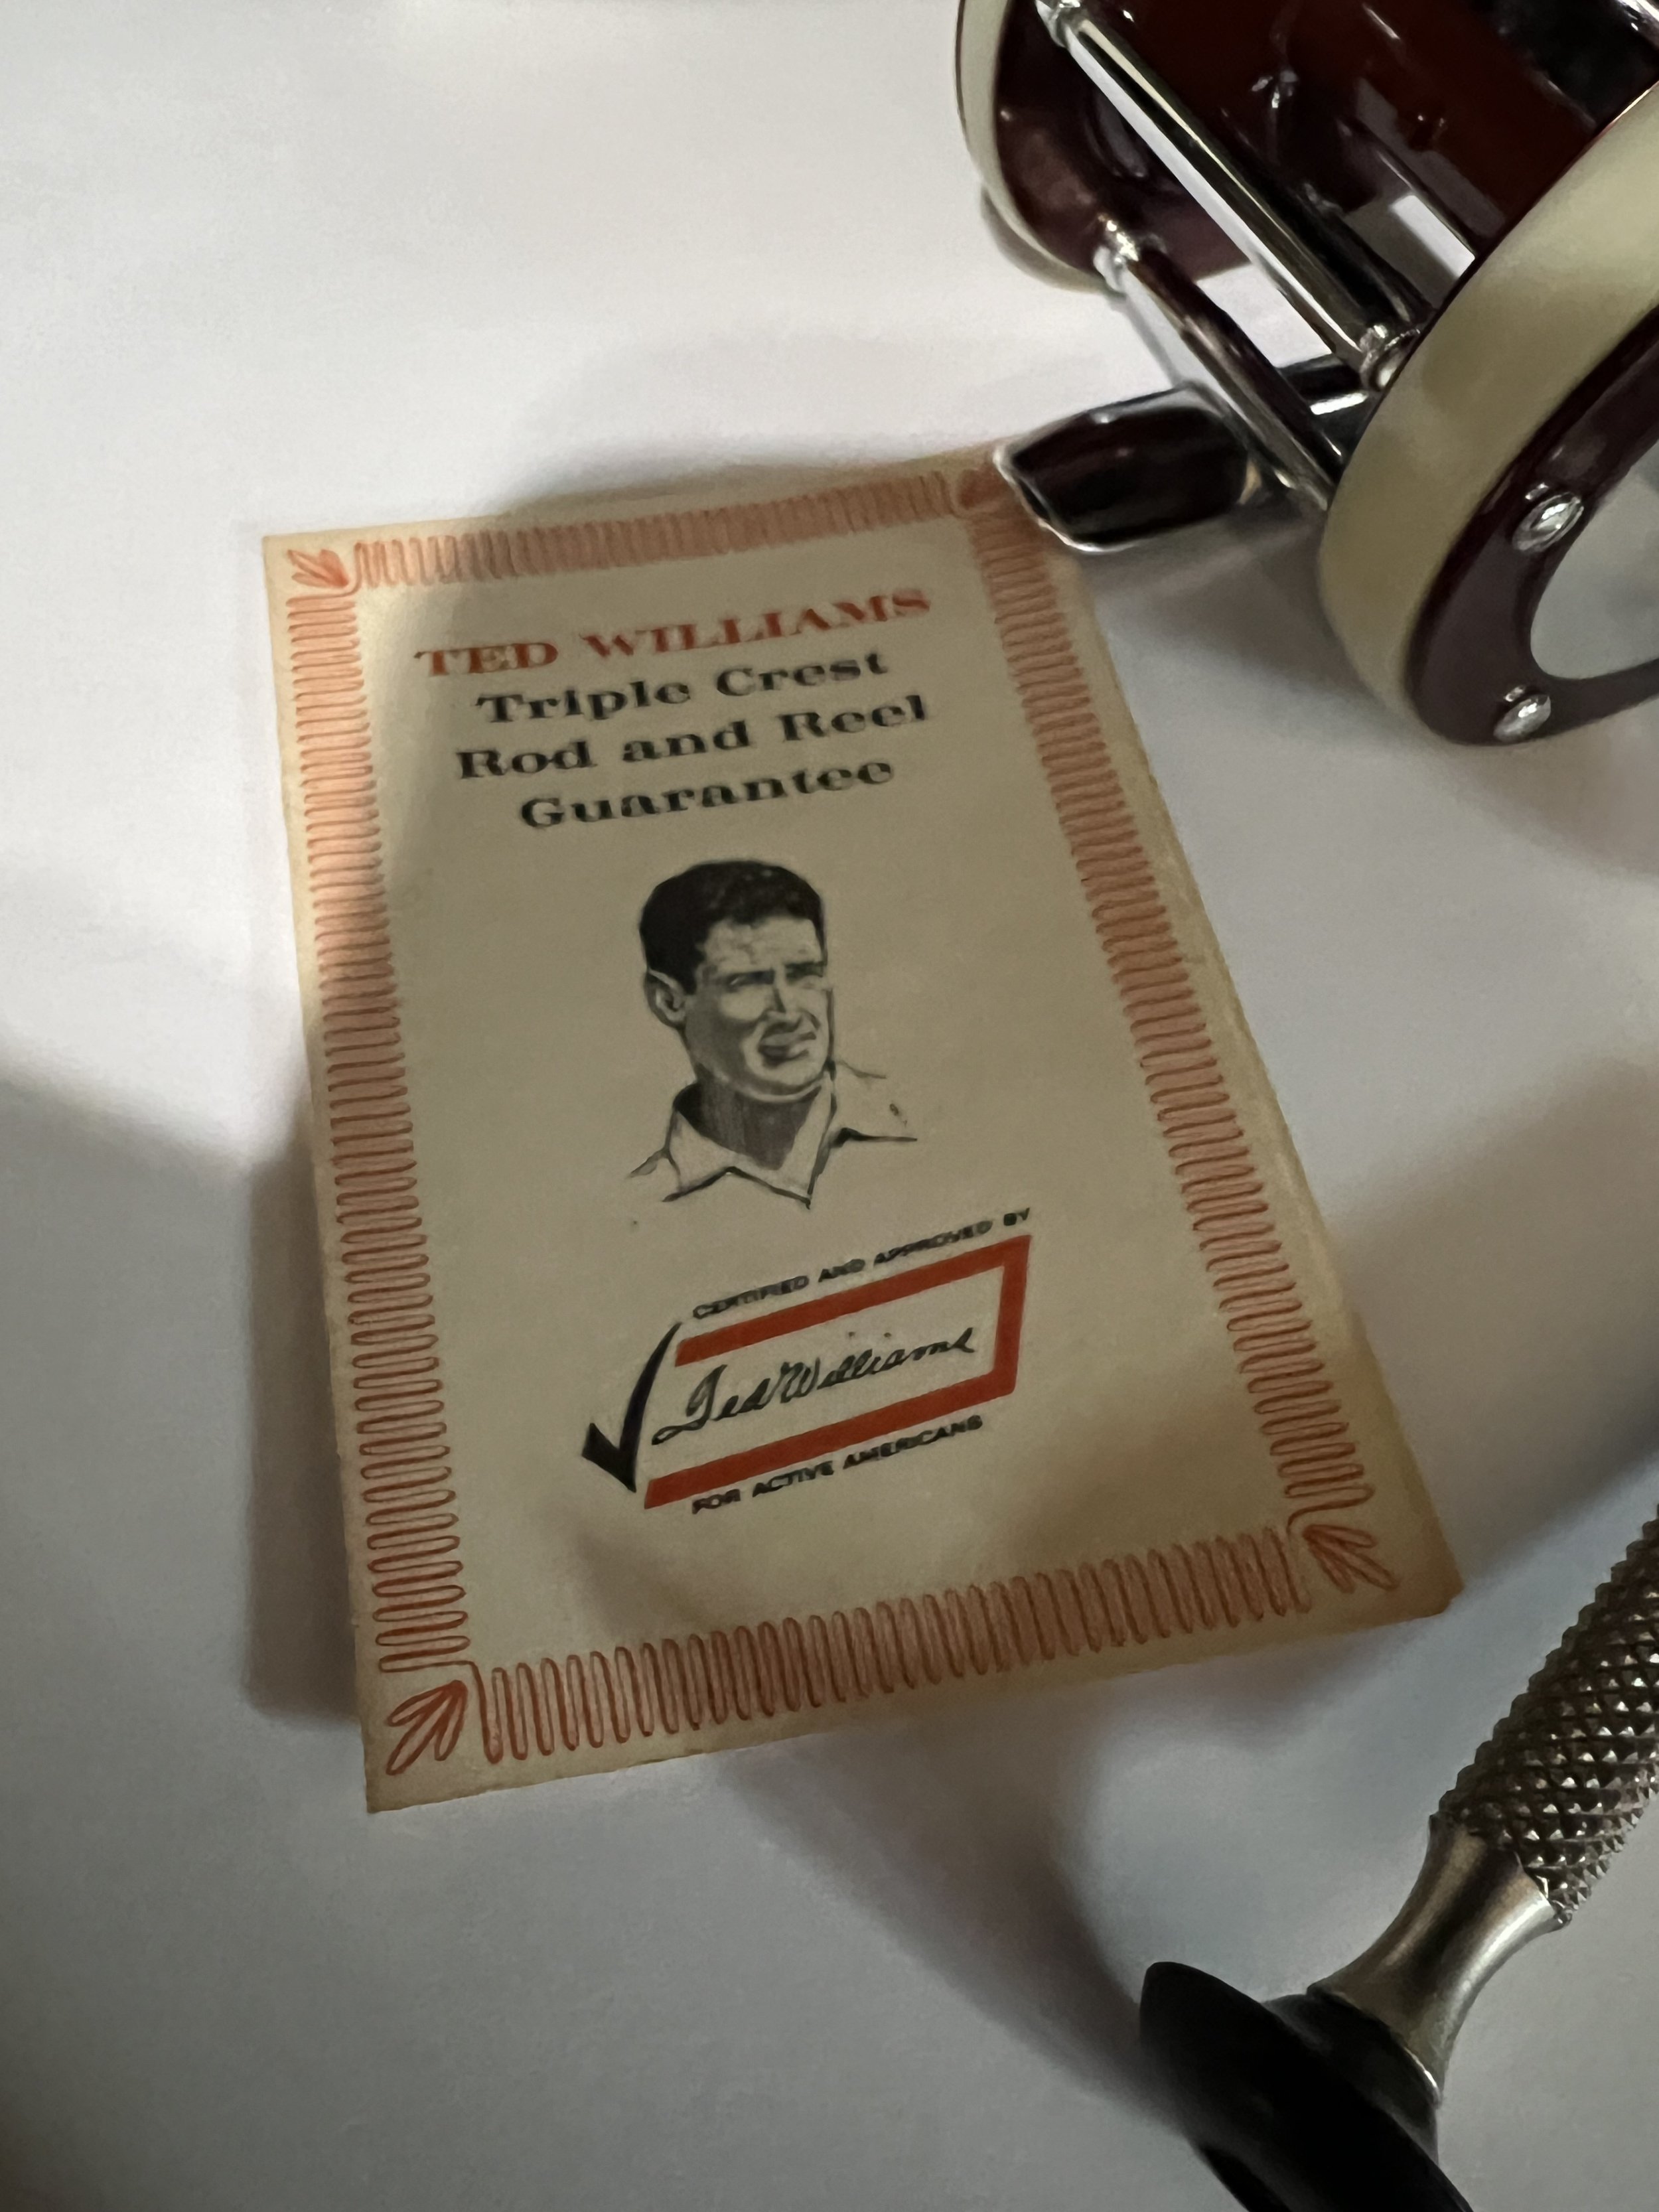 TED WILLIAMS
Triple Crest
Rod and Reel
Guarantee
CERTIFIED AND APPROVED BY
Ted Williams
FOR ACTIVE AMERICANS